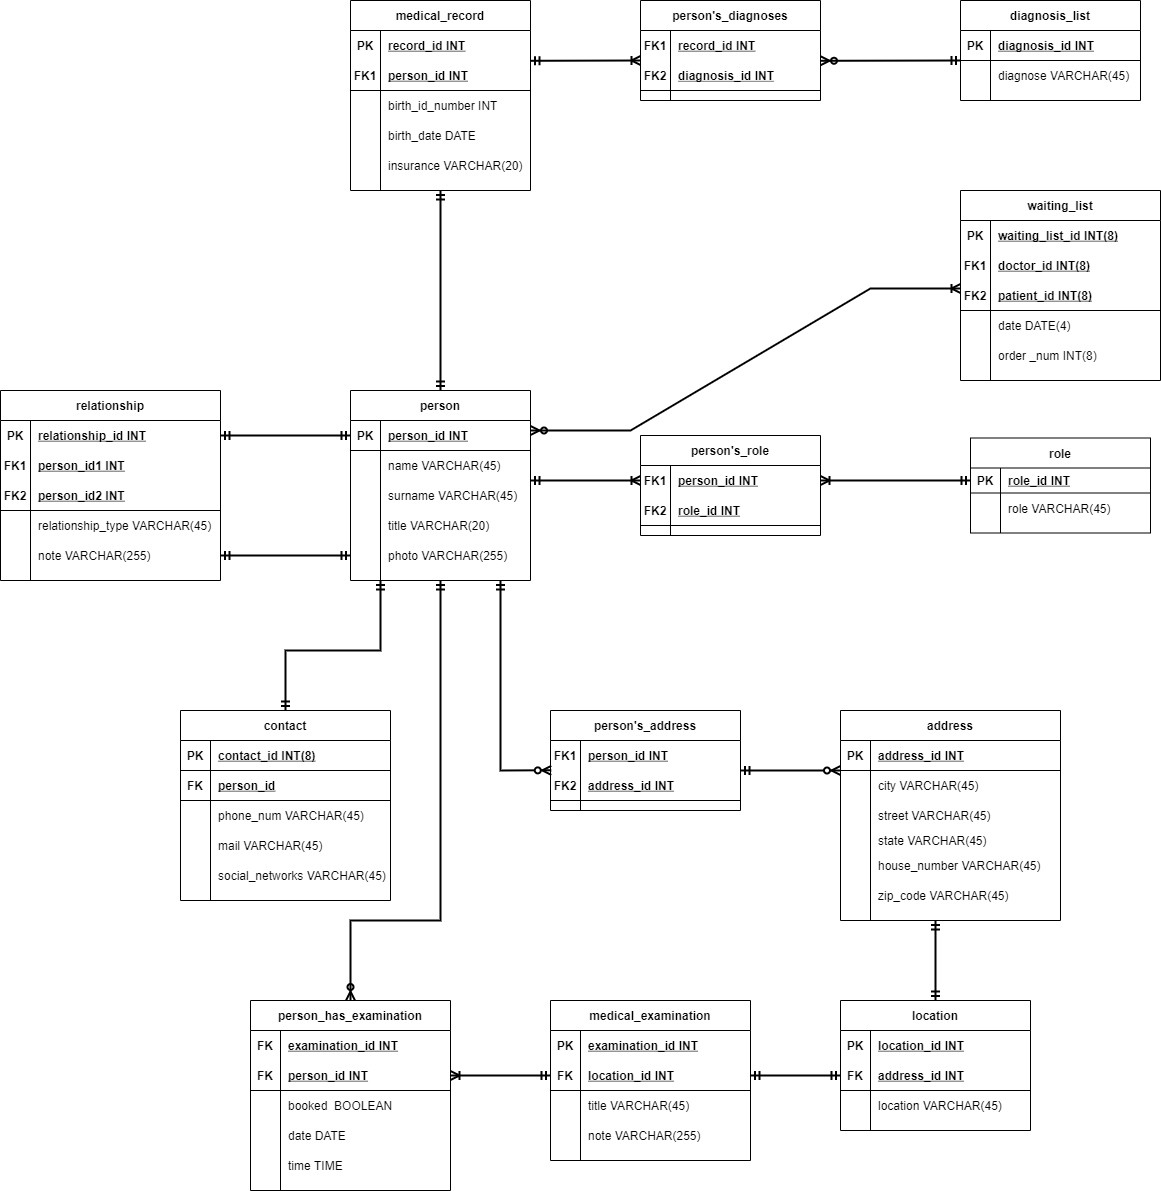 medical_record
PK record_id INT
FK1 person_id INT
birth_id_number INT
birth_date DATE
insurance VARCHAR(20)
person's_diagnoses
FK1 record_id INT
FK2 diagnosis_id INT
diagnosis_list
PK diagnosis_id INT
diagnose VARCHAR(45)
waiting_list
PK waiting_list_id INT(8)
FK1 doctor_id INT(8)
FK2 patient_id INT(8)
date DATE(4)
order _num INT(8)
relationship
PK relationship_id INT
FK1 person_id1 INT
FK2 person_id2 INT
relationship_type VARCHAR(45)
note VARCHAR(255)
person
PK person_id INT
name VARCHAR(45)
surname VARCHAR(45)
title VARCHAR(20)
photo VARCHAR(255)
person's_role
FK1 person_id INT
FK2 role_id INT
role
PK role_id INT
role VARCHAR(45)
contact
PK contact_id INT(8)
FK person_id
phone_num VARCHAR(45)
mail VARCHAR(45)
social_networks VARCHAR(45)
person's_address
FK1 person_id INT
FK2 address_id INT
address
PK address_id INT
city VARCHAR(45)
street VARCHAR(45)
state VARCHAR(45)
house_number VARCHAR(45)
zip_code VARCHAR(45)
person_has_examination
FK examination_id INT
FK person_id INT
booked  BOOLEAN
date DATE
time TIME
medical_examination
PK examination_id INT
FK location_id INT
title VARCHAR(45)
note VARCHAR(255)
location
PK location_id INT
FK address_id INT
location VARCHAR(45)